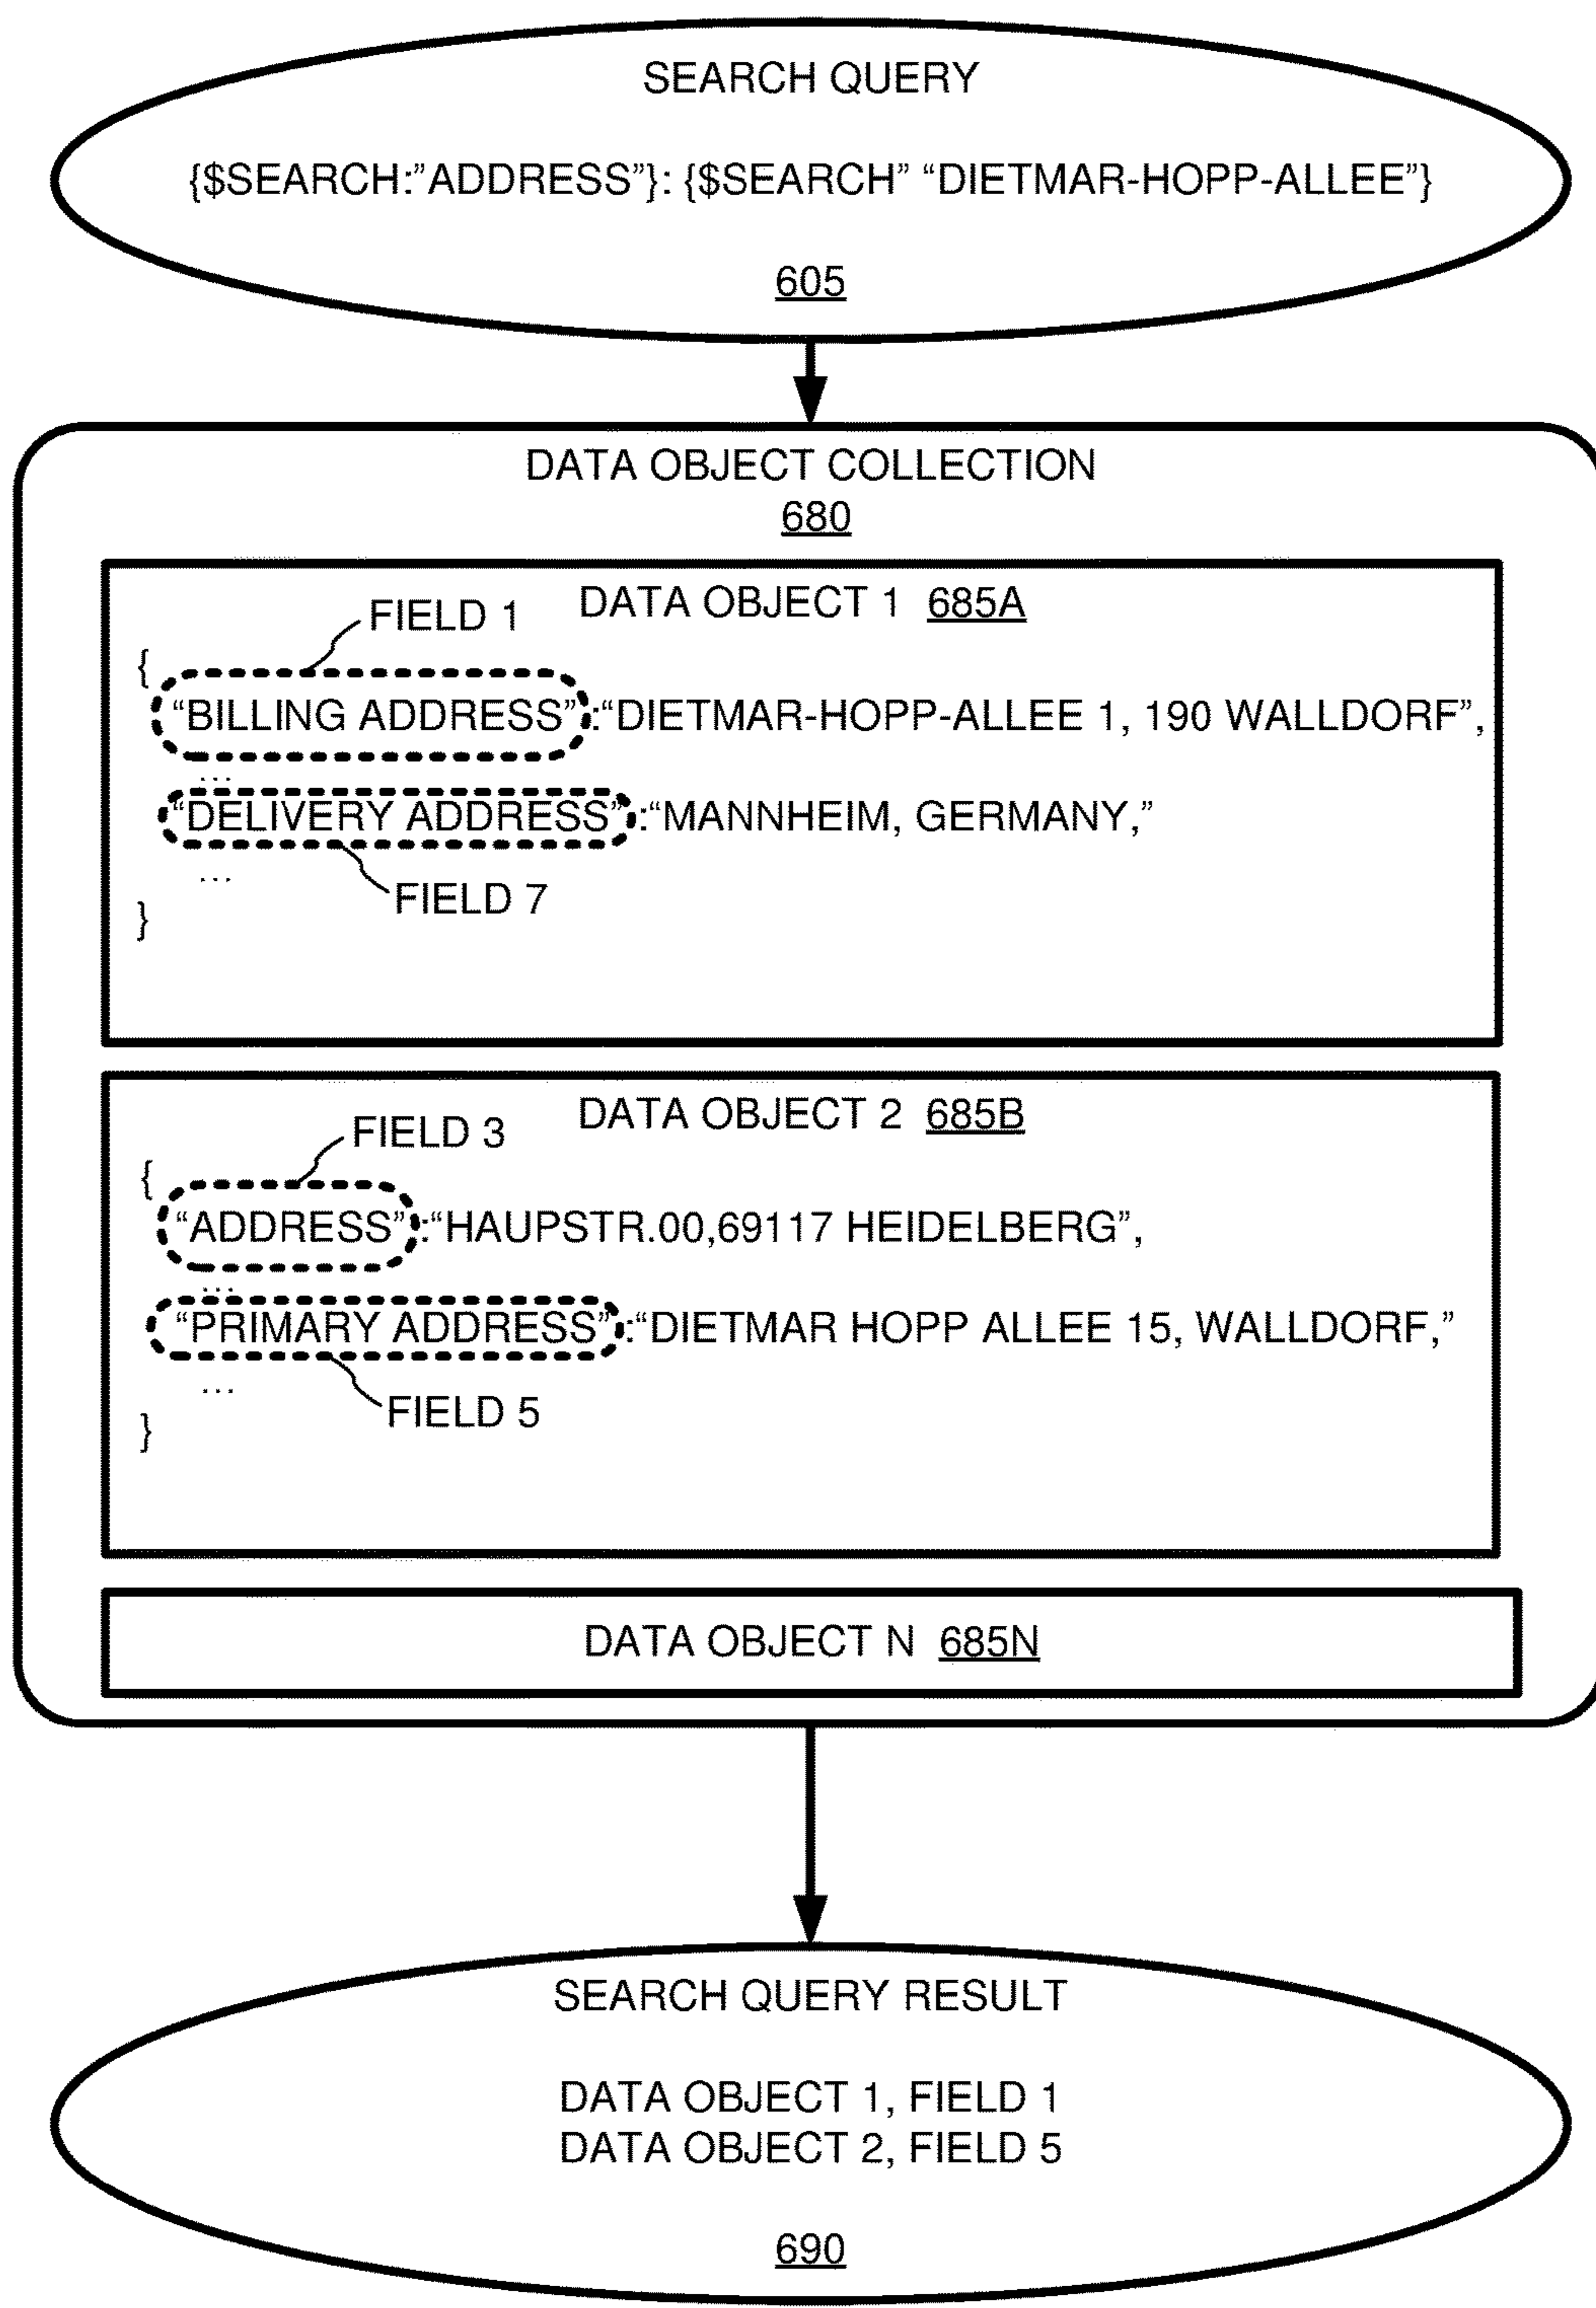 SEARCH QUERY
{$SEARCH:”ADDRESS”}: {$SEARCH” “DIETMAR-HOPP-ALLEE”}
605
DATA OBJECT COLLECTION
680
DATA OBJECT 1 685A
FIELD 1
{
“BILLING ADDRESS”:“DIETMAR-HOPP-ALLEE 1, 190 WALLDORF”,
...
“DELIVERY ADDRESS”:“MANNHEIM, GERMANY,”
...
FIELD 7
}
DATA OBJECT 2 685B
FIELD 3
{
“ADDRESS”:“HAUPSTR.00,69117 HEIDELBERG”,
...
“PRIMARY ADDRESS”:“DIETMAR HOPP ALLEE 15, WALLDORF,”
...
FIELD 5
}
DATA OBJECT N 685N
SEARCH QUERY RESULT
DATA OBJECT 1, FIELD 1
DATA OBJECT 2, FIELD 5
690